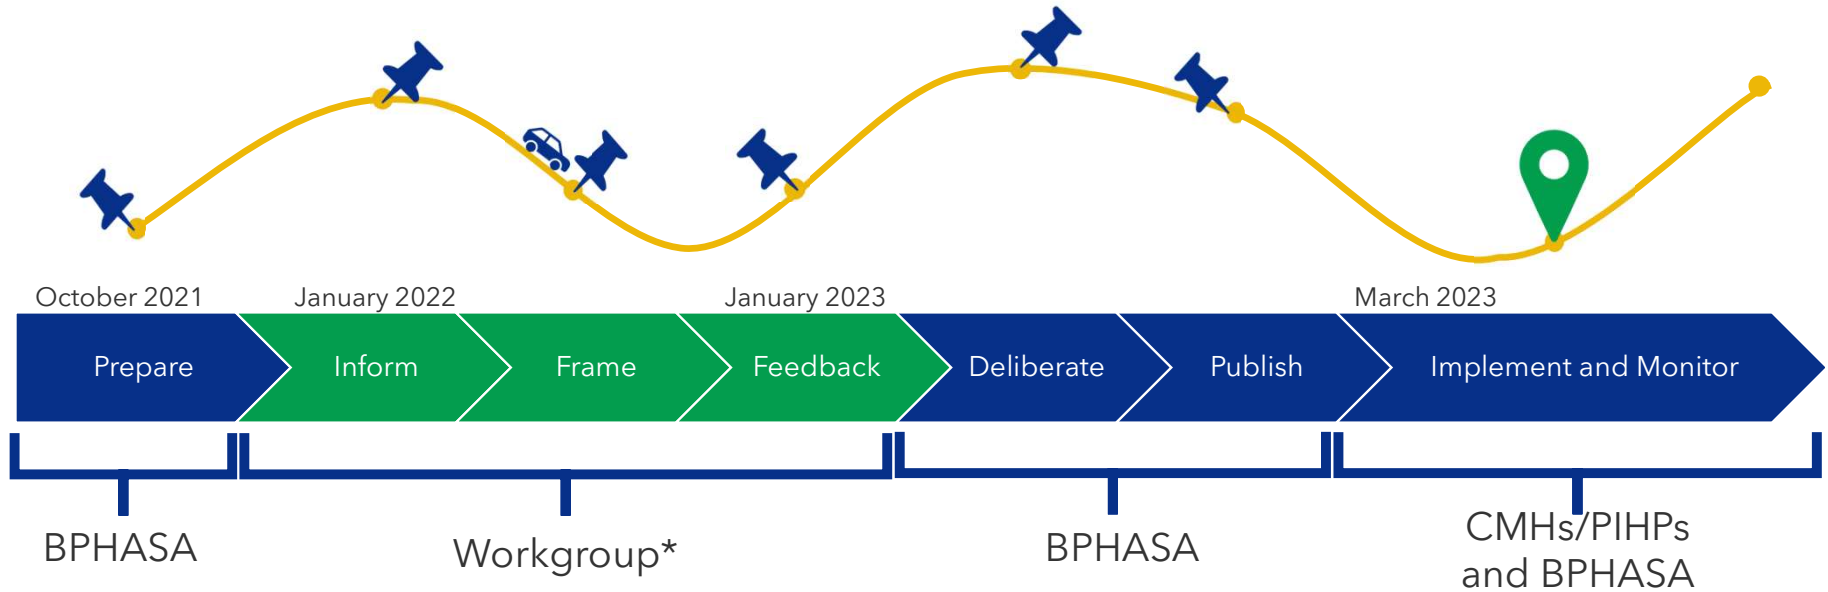 October 2021
January 2022
January 2023
March 2023
Prepare
Inform
Frame
Feedback
Deliberate
Publish
Implement and Monitor
BPHASA
Workgroup*
BPHASA
CMHs/PIHPs
and BPHASA